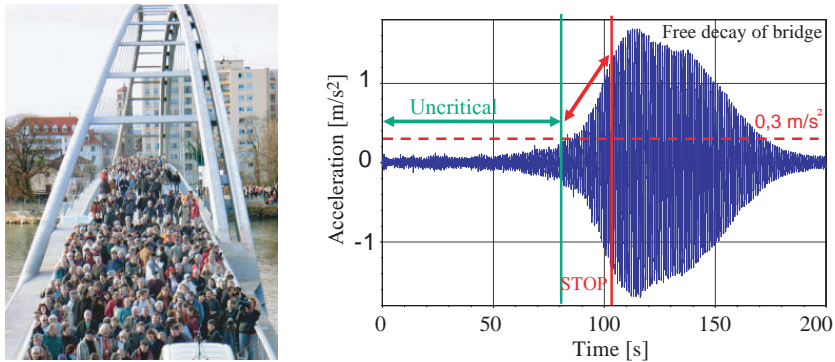 Free decay of bridge
Uncritical
0,3 m/s²
STOP
Acceleration [m/s²]
1
0
-1
0 50 100 150 200
Time [s]